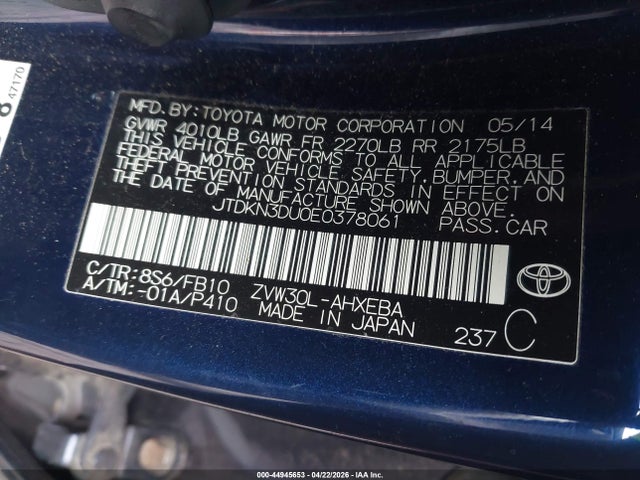 47170
MFD. BY: TOYOTA MOTOR CORPORATION 05/14
GVWR 4010LB GAWR FR 2270LB RR 2175LB
THIS VEHICLE CONFORMS TO ALL APPLICABLE
FEDERAL MOTOR VEHICLE SAFETY, BUMPER, AND
THEFT PREVENTION STANDARDS IN EFFECT ON
THE DATE OF MANUFACTURE SHOWN ABOVE.
JTDKN3DU0E0378061 PASS. CAR
C/TR: 8S6/FB10 ZVW30L-AHXEBA
A/TM: -01A/P410 MADE IN JAPAN
237 C
TOYOTA
000-44945653 - 04/22/2026 - IAA Inc.